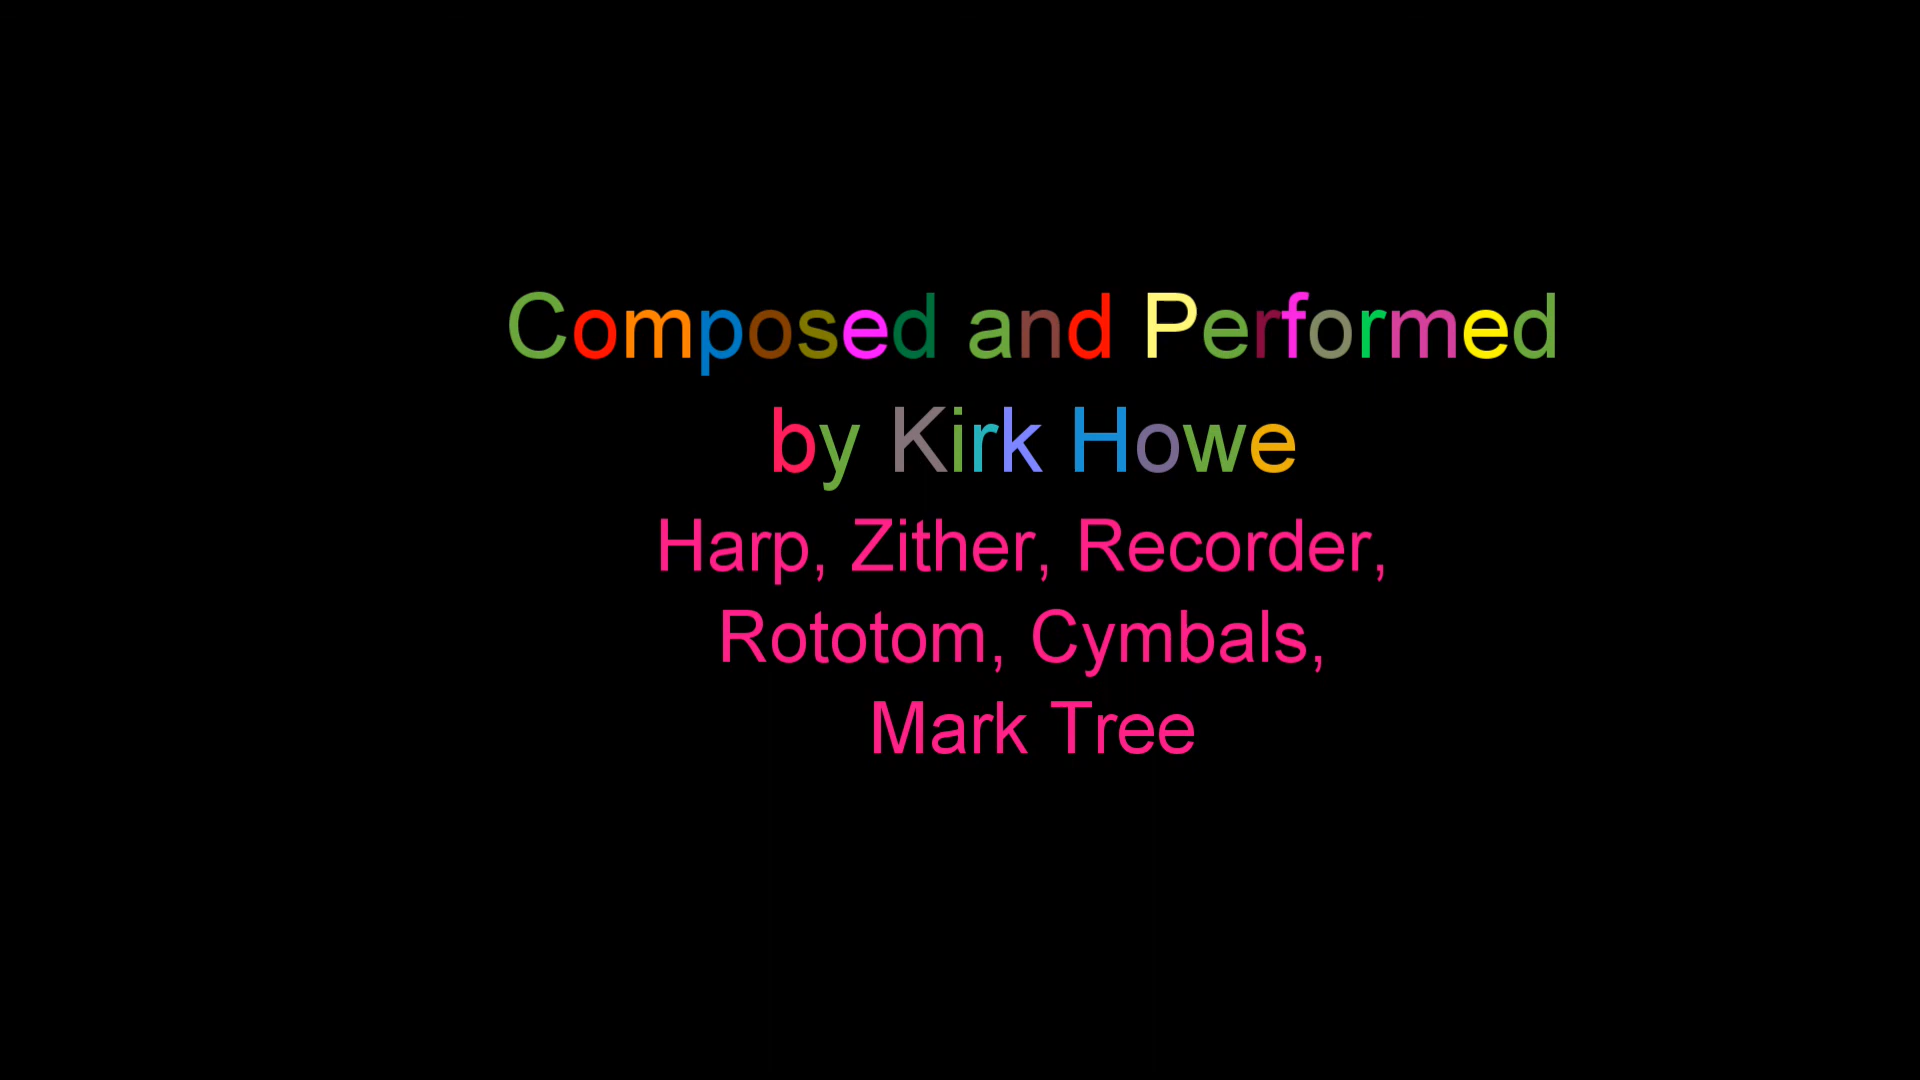 Composed and Performed
by Kirk Howe
Harp, Zither, Recorder,
Rototom, Cymbals,
Mark Tree